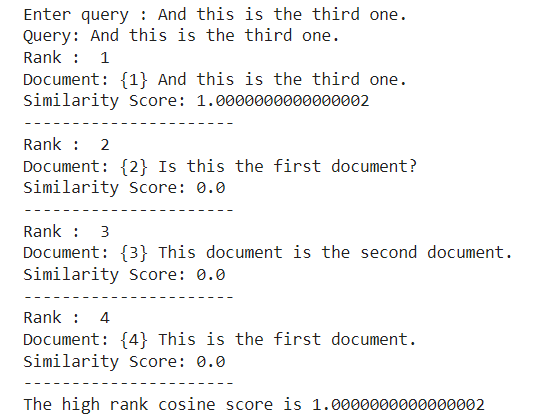 Enter query : And this is the third one.
Query: And this is the third one.
Rank :  1
Document: {1} And this is the third one.
Similarity Score: 1.0000000000000002
----------------------
Rank :  2
Document: {2} Is this the first document?
Similarity Score: 0.0
----------------------
Rank :  3
Document: {3} This document is the second document.
Similarity Score: 0.0
----------------------
Rank :  4
Document: {4} This is the first document.
Similarity Score: 0.0
----------------------
The high rank cosine score is 1.0000000000000002